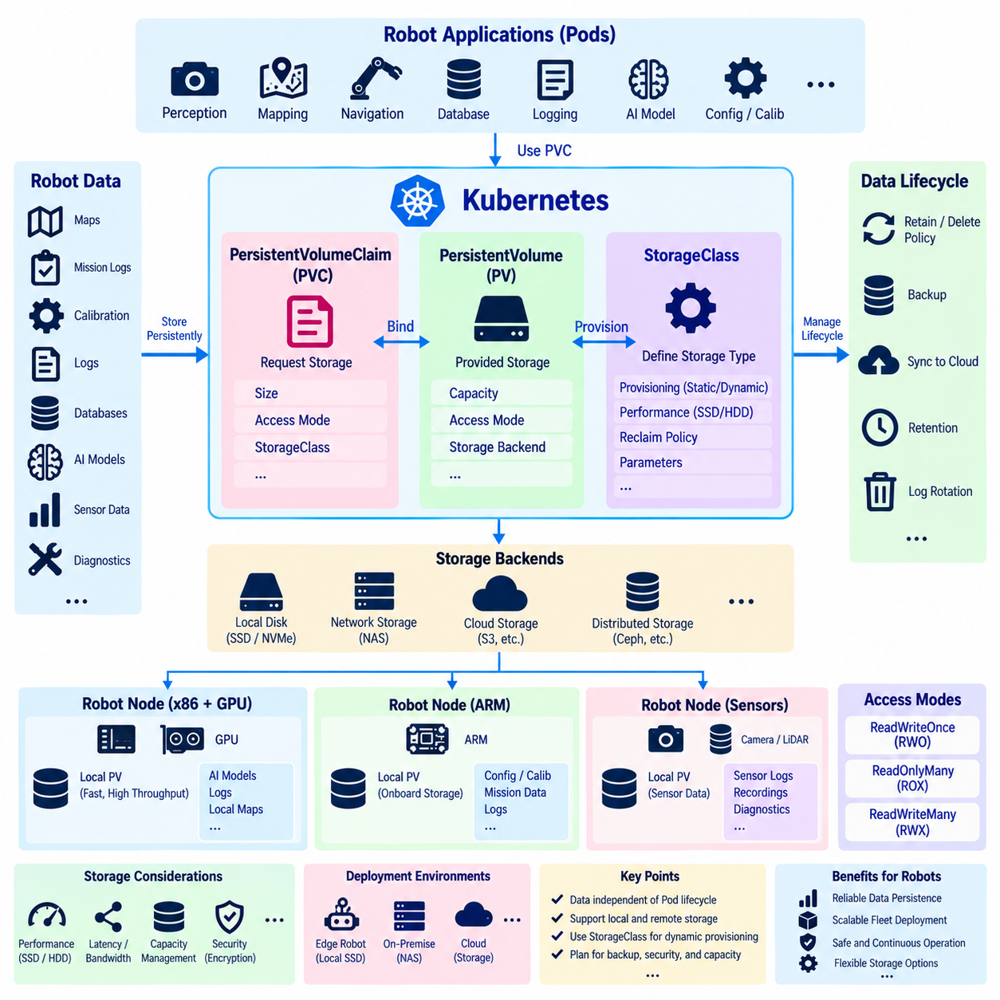 Robot Applications (Pods)
Perception
Mapping
Navigation
Database
Logging
AI Model
Config / Calib
...
Use PVC
Robot Data
Maps
Mission Logs
Calibration
Logs
Databases
AI Models
Sensor Data
Diagnostics
...
Store
Persistently
Kubernetes
PersistentVolumeClaim
(PVC)
Request Storage
Size
Access Mode
StorageClass
...
Bind
PersistentVolume
(PV)
Provided Storage
Capacity
Access Mode
Storage Backend
...
Provision
StorageClass
Define Storage Type
Provisioning (Static/Dynamic)
Performance (SSD/HDD)
Reclaim Policy
Parameters
...
Manage
Lifecycle
Data Lifecycle
Retain / Delete
Policy
Backup
Sync to Cloud
Retention
Log Rotation
...
Storage Backends
Local Disk
(SSD / NVMe)
Network Storage
(NAS)
Cloud Storage
(S3, etc.)
Distributed Storage
(Ceph, etc.)
...
Robot Node (x86 + GPU)
GPU
Local PV
(Fast, High Throughput)
AI Models
Logs
Local Maps
...
Robot Node (ARM)
ARM
Local PV
(Onboard Storage)
Config / Calib
Mission Data
Logs
...
Robot Node (Sensors)
Camera / LiDAR
Local PV
(Sensor Data)
Sensor Logs
Recordings
Diagnostics
...
Access Modes
ReadWriteOnce
(RWO)
ReadOnlyMany
(ROX)
ReadWriteMany
(RWX)
Storage Considerations
Performance
(SSD / HDD)
Latency /
Bandwidth
Capacity
Management
Security
(Encryption)
...
Deployment Environments
Edge Robot
(Local SSD)
On-Premise
(NAS)
Cloud
(Storage)
...
Key Points
Data independent of Pod lifecycle
Support local and remote storage
Use StorageClass for dynamic provisioning
Plan for backup, security, and capacity
...
Benefits for Robots
Reliable Data Persistence
Scalable Fleet Deployment
Safe and Continuous Operation
Flexible Storage Options
...